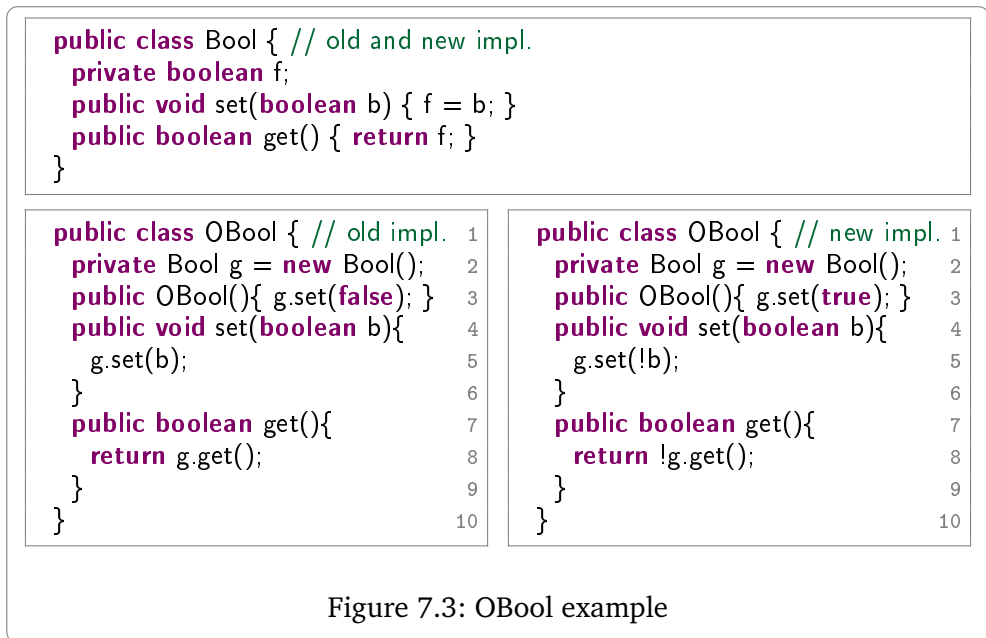 public class Bool { // old and new impl.
private boolean f;
public void set(boolean b) { f = b; }
public boolean get() { return f; }
}
public class OBool { // old impl. 1
private Bool g = new Bool(); 2
public OBool(){ g.set(false); } 3
public void set(boolean b){ 4
g.set(b); 5
} 6
public boolean get(){ 7
return g.get(); 8
} 9
} 10
public class OBool { // new impl. 1
private Bool g = new Bool(); 2
public OBool(){ g.set(true); } 3
public void set(boolean b){ 4
g.set(!b); 5
} 6
public boolean get(){ 7
return !g.get(); 8
} 9
} 10
Figure 7.3: OBool example